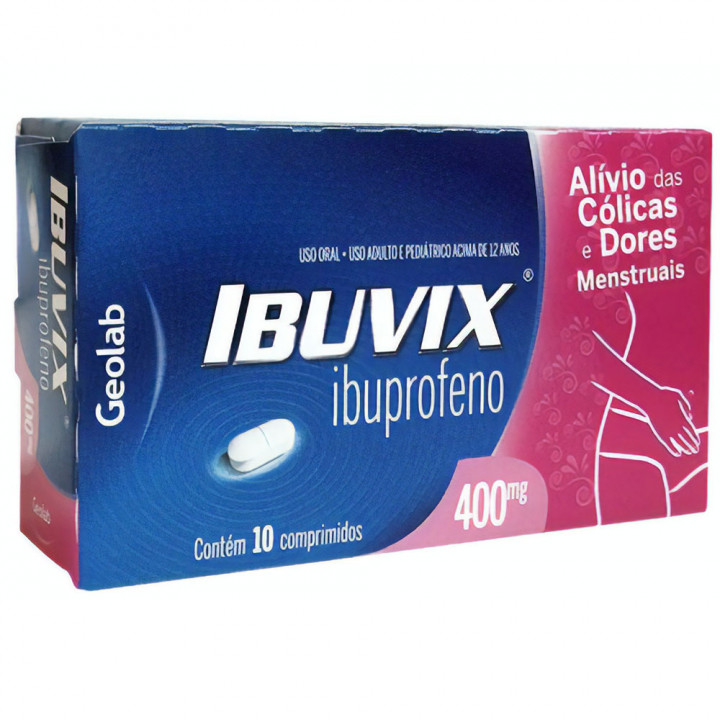 IBUVIX
ibuprofeno
400mg
Geolab
Geolab
USO ORAL • USO ADULTO E PEDIÁTRICO ACIMA DE 12 ANOS
IBUVIX®
ibuprofeno
400mg
Contém 10 comprimidos
Alívio das
Cólicas
e Dores
Menstruais